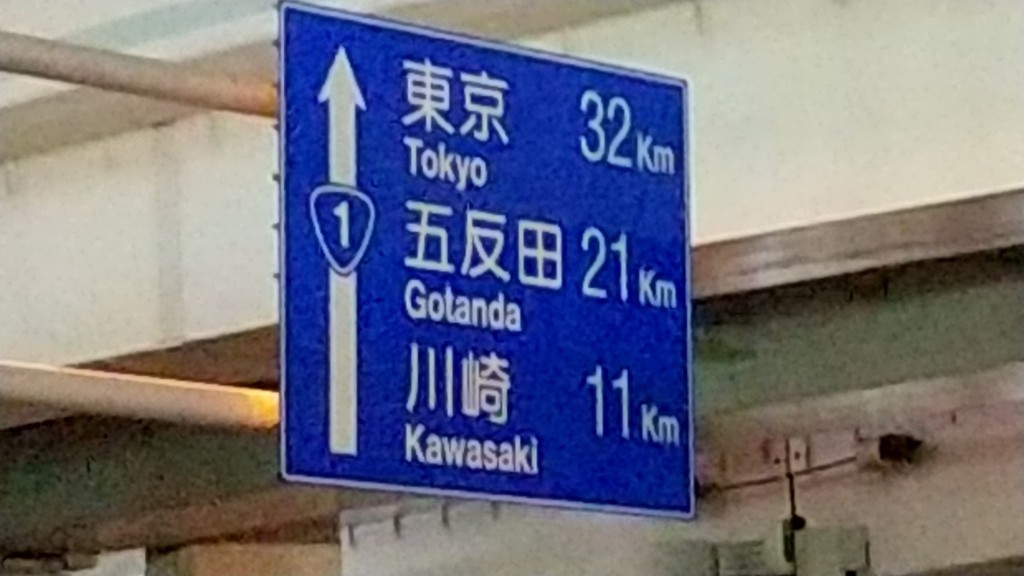 東京 32Km
Tokyo
1
五反田 21Km
Gotanda
川崎 11Km
Kawasaki